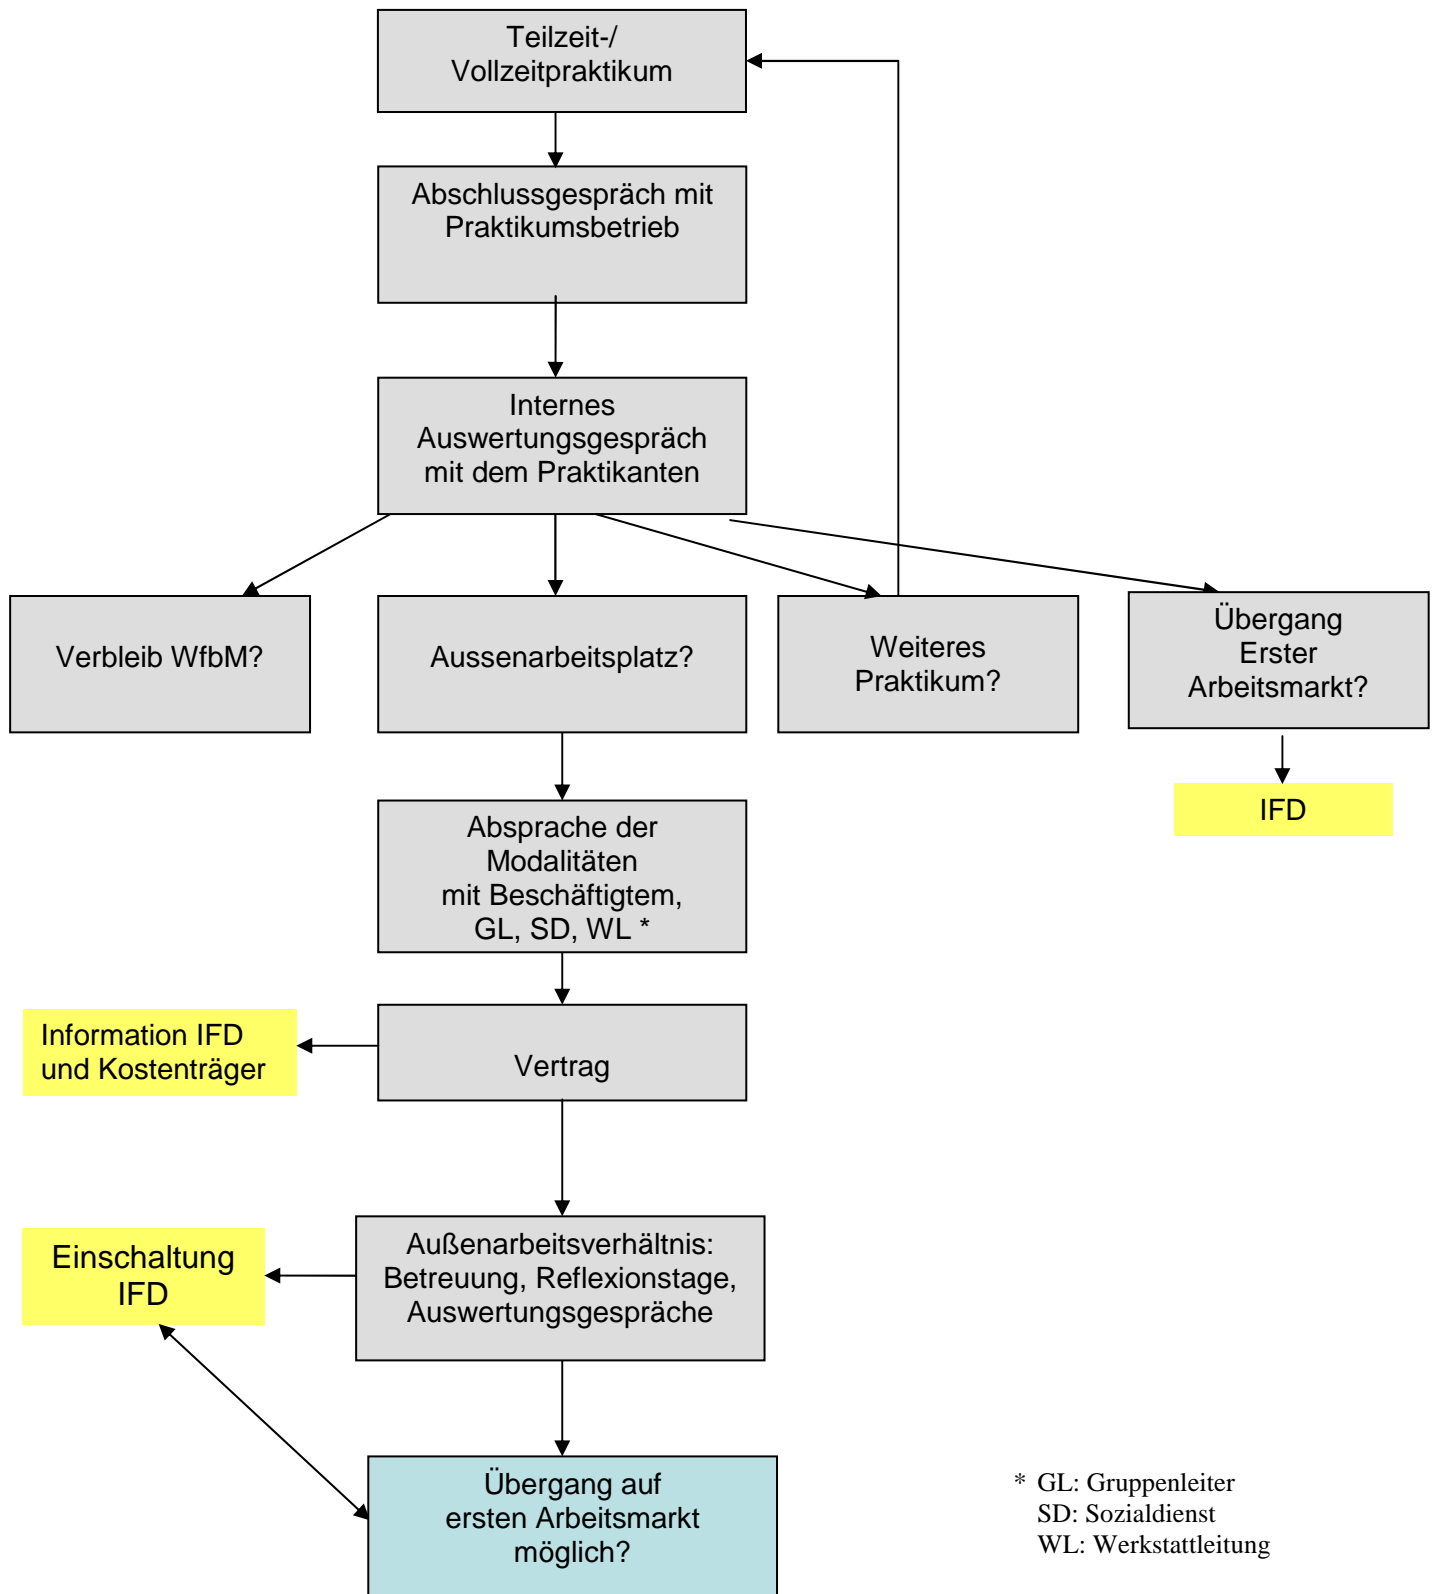 Teilzeit-/
Vollzeitpraktikum
Abschlussgespräch mit
Praktikumsbetrieb
Internes
Auswertungsgespräch
mit dem Praktikanten
Verbleib WfbM?
Aussenarbeitsplatz?
Weiteres
Praktikum?
Übergang
Erster
Arbeitsmarkt?
IFD
Absprache der
Modalitäten
mit Beschäftigtem,
GL, SD, WL *
Information IFD
und Kostenträger
Vertrag
Einschaltung
IFD
Außenarbeitsverhältnis:
Betreuung, Reflexionstage,
Auswertungsgespräche
Übergang auf
ersten Arbeitsmarkt
möglich?
* GL: Gruppenleiter
SD: Sozialdienst
WL: Werkstattleitung